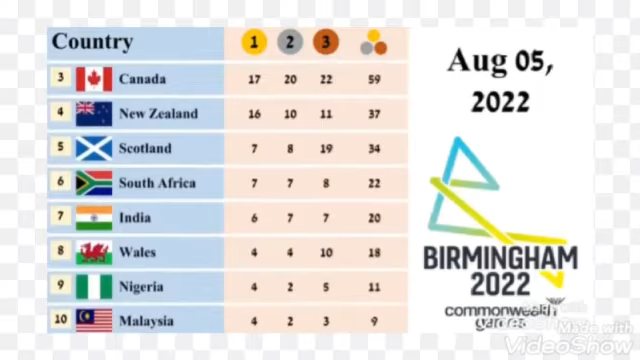 Country 1 2 3
3 Canada 17 20 22 59
4 New Zealand 16 10 11 37
5 Scotland 7 8 19 34
6 South Africa 7 7 8 22
7 India 6 7 7 20
8 Wales 4 4 10 18
9 Nigeria 4 2 5 11
10 Malaysia 4 2 3 9
Aug 05,
2022
BIRMINGHAM
2022
commonwealth
games
Made with
VideoShow